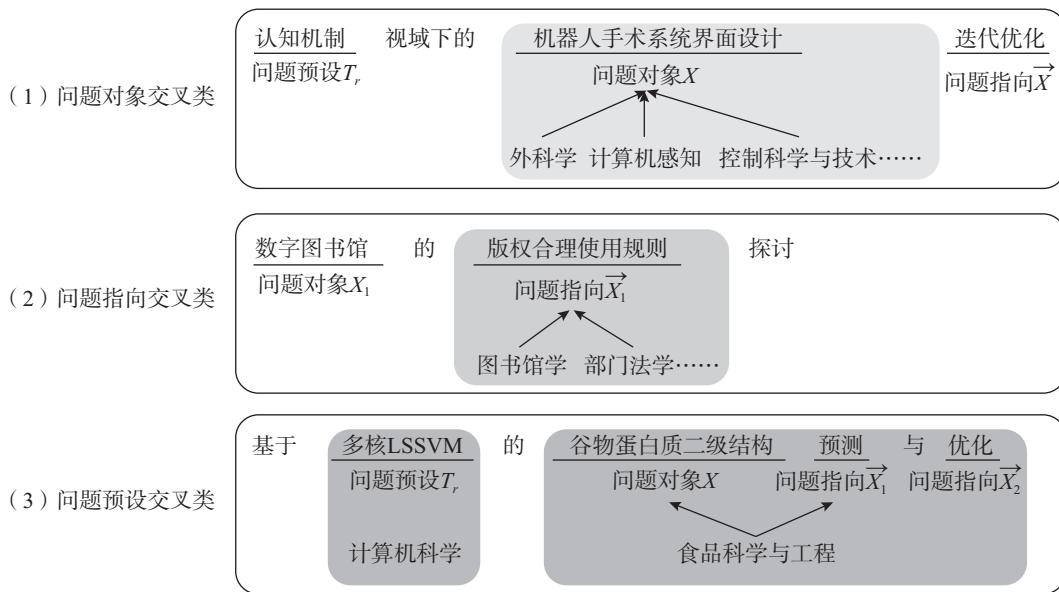 （1）问题对象交叉类
认知机制 视域下的 机器人手术系统界面设计 迭代优化
问题预设Tr 问题对象X 问题指向X→
外科学 计算机感知 控制科学与技术……
（2）问题指向交叉类
数字图书馆 的 版权合理使用规则 探讨
问题对象X1 问题指向X1→
图书馆学 部门法学……
（3）问题预设交叉类
基于 多核LSSVM 的 谷物蛋白质二级结构 预测 与 优化
问题预设Tr 问题对象X 问题指向X1→ 问题指向X2→
计算机科学 食品科学与工程